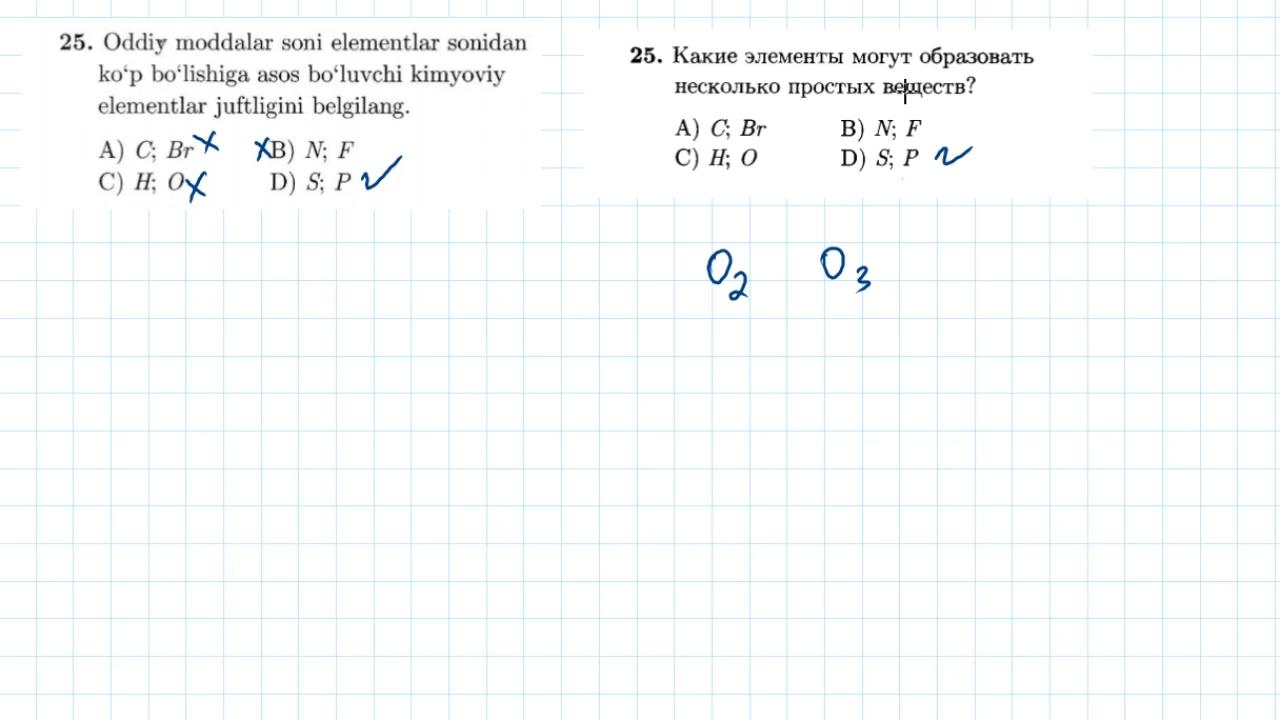 25. Oddiy moddalar soni elementlar sonidan
ko‘p bo‘lishiga asos bo‘luvchi kimyoviy
elementlar juftligini belgilang.
A) C; Br x xB) N; F
C) H; O x D) S; P ✓
25. Какие элементы могут образовать
несколько простых веществ?
A) C; Br B) N; F
C) H; O D) S; P ✓
O₂ O₃